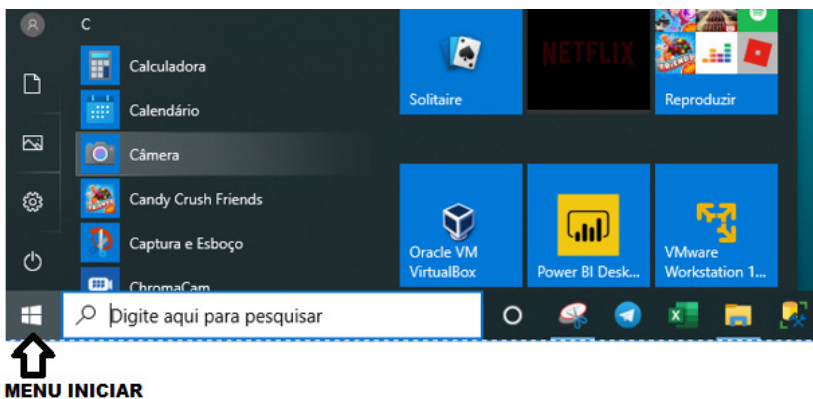 C
Calculadora
Calendário
Câmera
Candy Crush Friends
Captura e Esboço
ChromaCam
Solitaire
NETFLIX
Reproduzir
Oracle VM
VirtualBox
Power BI Desk...
VMware
Workstation 1...
Digite aqui para pesquisar
MENU INICIAR